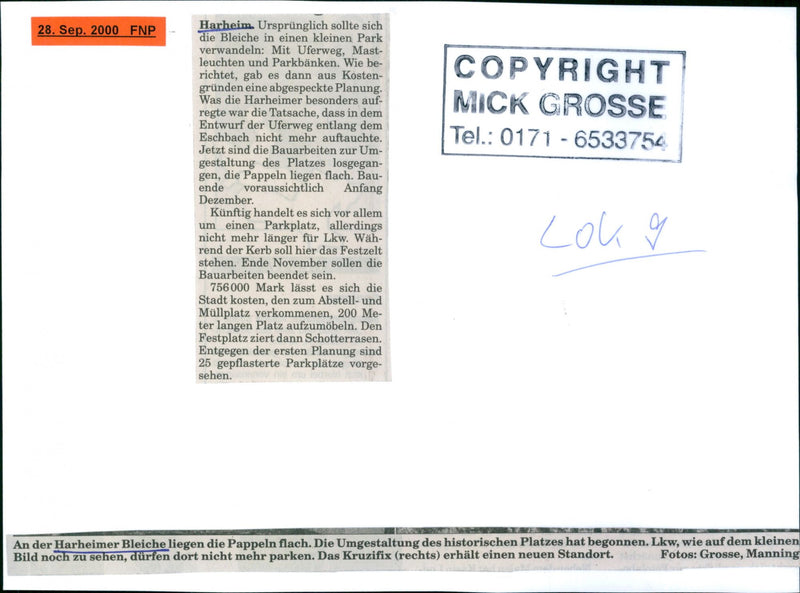 28. Sep. 2000 FNP
Harheim. Ursprünglich sollte sich
die Bleiche in einen kleinen Park
verwandeln: Mit Uferweg, Mast-
leuchten und Parkbänken. Wie be-
richtet, gab es dann aus Kosten-
gründen eine abgespeckte Planung.
Was die Harheimer besonders auf-
regte war die Tatsache, dass in dem
Entwurf der Uferweg entlang dem
Eschbach nicht mehr auftauchte.
Jetzt sind die Bauarbeiten zur Um-
gestaltung des Platzes losgegan-
gen, die Pappeln liegen flach. Bau-
ende voraussichtlich Anfang
Dezember.
Künftig handelt es sich vor allem
um einen Parkplatz, allerdings
nicht mehr länger für Lkw. Wäh-
rend der Kerb soll hier das Festzelt
stehen. Ende November sollen die
Bauarbeiten beendet sein.
756000 Mark lässt es sich die
Stadt kosten, den zum Abstell- und
Müllplatz verkommenen, 200 Me-
ter langen Platz aufzumöbeln. Den
Festplatz ziert dann Schotterrasen.
Entgegen der ersten Planung sind
25 gepflasterte Parkplätze vorge-
sehen.
COPYRIGHT
MICK GROSSE
Tel.: 0171 - 6533754
Lok 9
An der Harheimer Bleiche liegen die Pappeln flach. Die Umgestaltung des historischen Platzes hat begonnen. Lkw, wie auf dem kleinen
Bild noch zu sehen, dürfen dort nicht mehr parken. Das Kruzifix (rechts) erhält einen neuen Standort. Fotos: Grosse, Manning